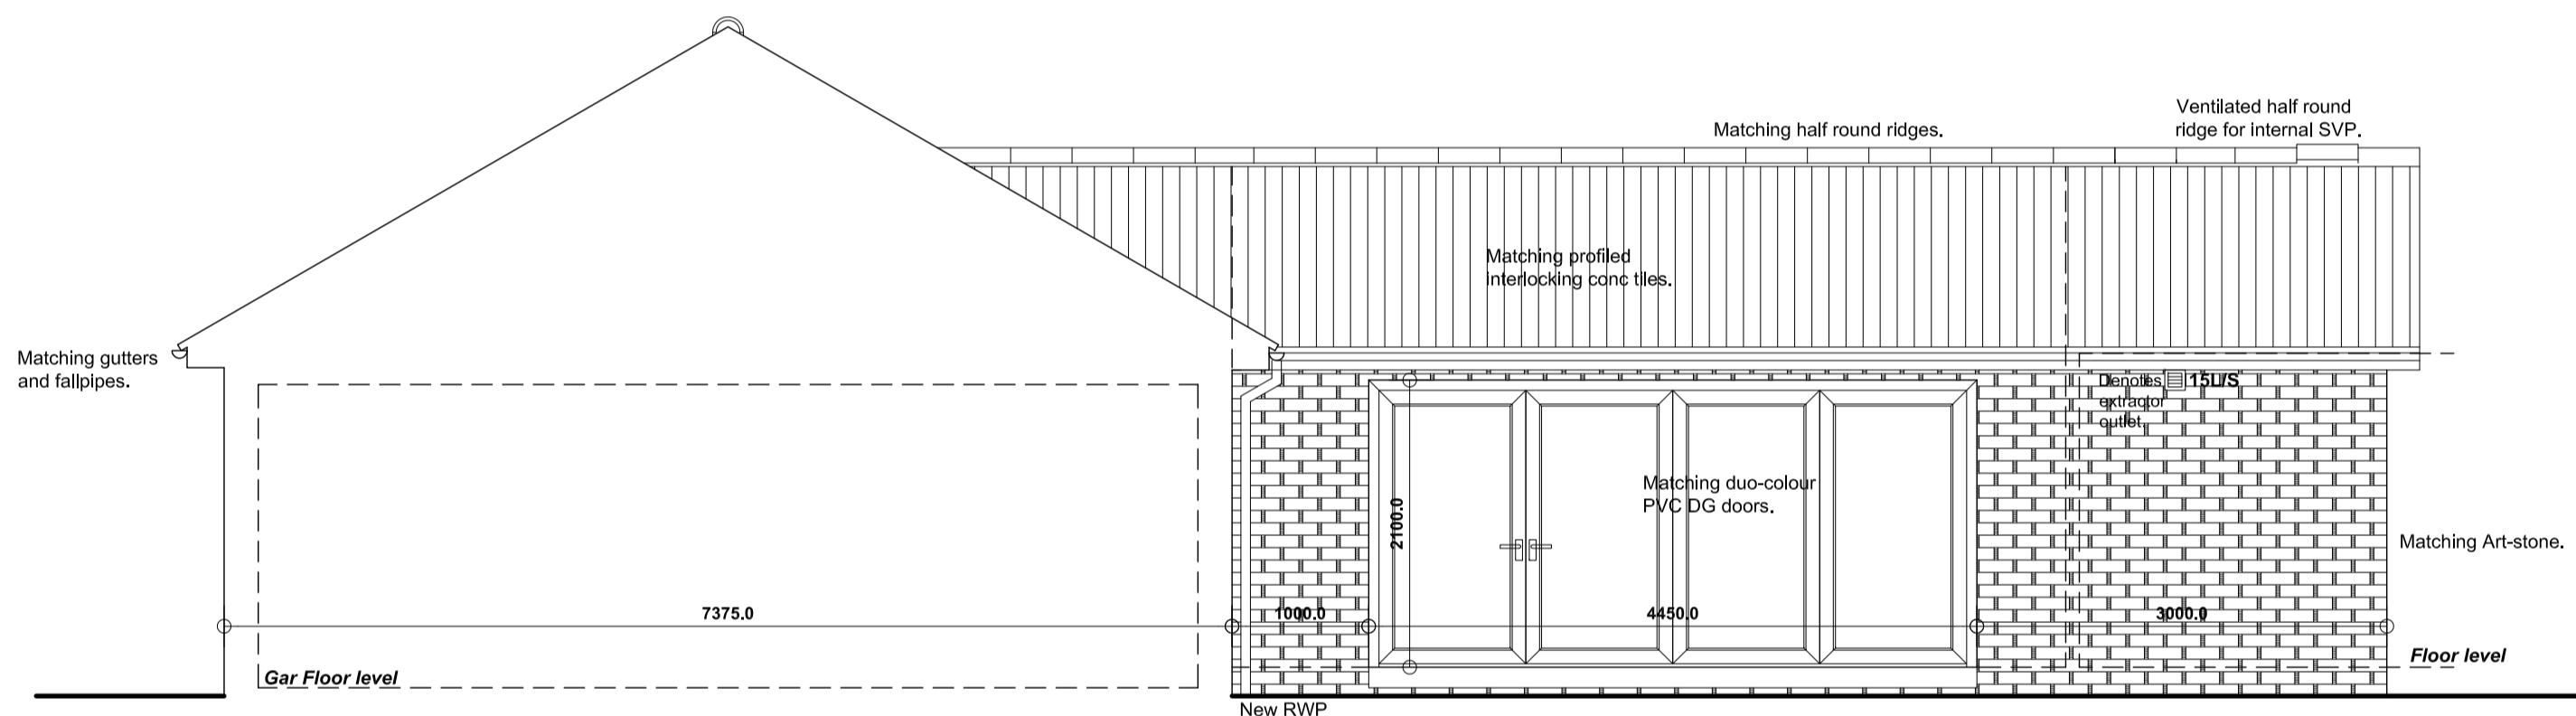 Ventilated half round
ridge for internal SVP.
Matching half round ridges.
Matching profiled
interlocking conc tiles.
Matching gutters
and fallpipes.
Denotes 15L/S
extractor
outlet.
Matching duo-colour
PVC DG doors.
2100.0
Matching Art-stone.
7375.0
1000.0
4450.0
3000.0
Floor level
Gar Floor level
New RWP